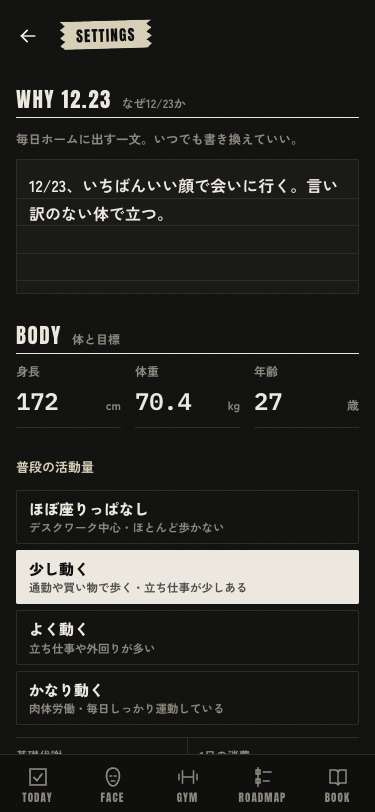 SETTINGS
WHY 12.23 なぜ12/23か
毎日ホームに出す一文。いつでも書き換えていい。
12/23、いちばんいい顔で会いに行く。言い
訳のない体で立つ。
BODY 体と目標
身長 体重 年齢
172 cm 70.4 kg 27 歳
普段の活動量
ほぼ座りっぱなし
デスクワーク中心・ほとんど歩かない
少し動く
通勤や買い物で歩く・立ち仕事が少しある
よく動く
立ち仕事や外回りが多い
かなり動く
肉体労働・毎日しっかり運動している
TODAY FACE GYM ROADMAP BOOK